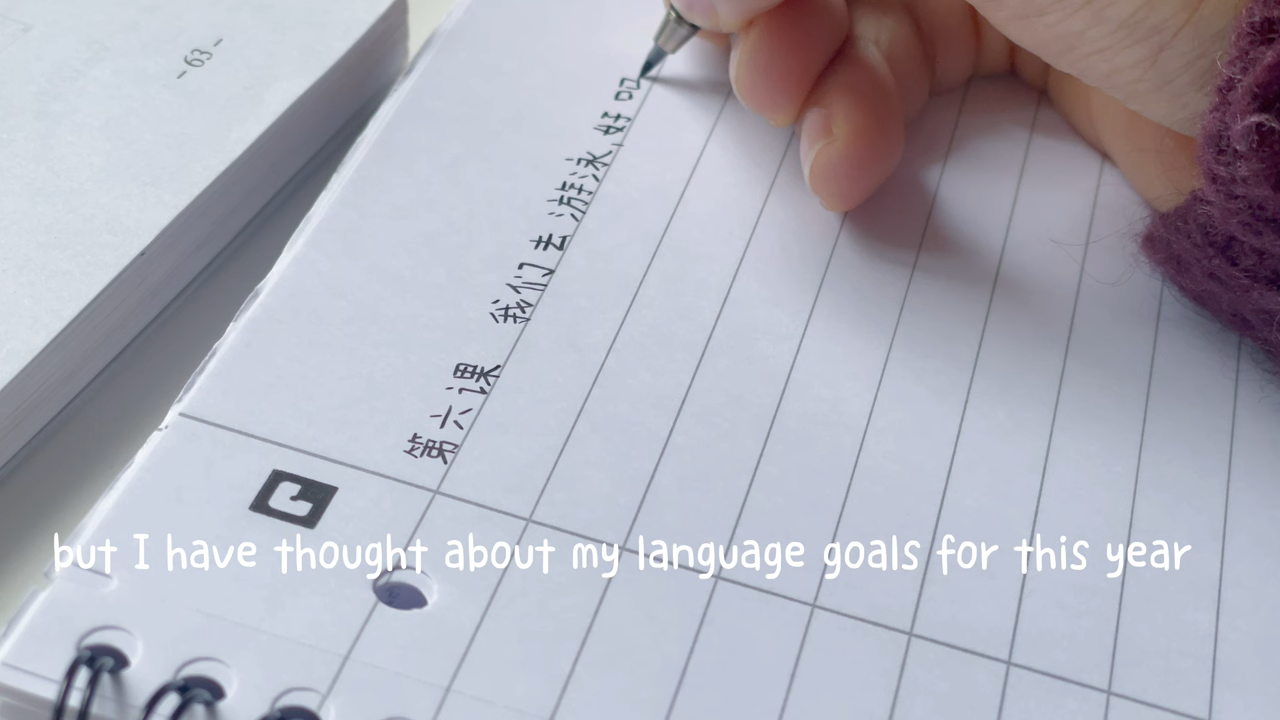 - 63 -
第六课 我们去游泳,好
but I have thought about my language goals for this year